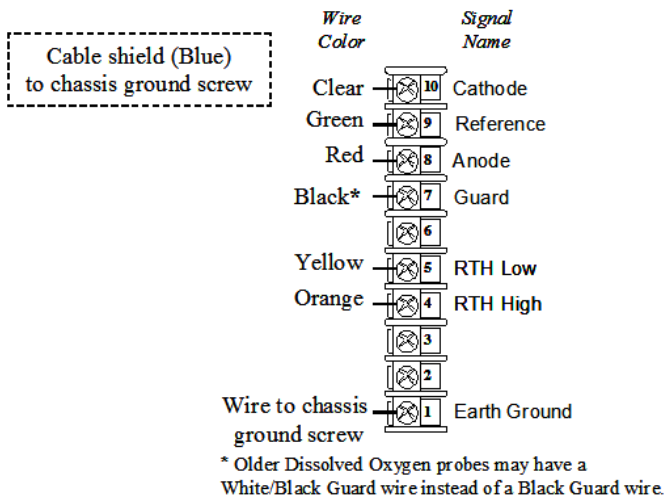 Wire Color
Signal Name
Cable shield (Blue)
to chassis ground screw
Clear 10 Cathode
Green 9 Reference
Red 8 Anode
Black* 7 Guard
6
Yellow 5 RTH Low
Orange 4 RTH High
3
2
Wire to chassis
ground screw
1 Earth Ground
* Older Dissolved Oxygen probes may have a
White/Black Guard wire instead of a Black Guard wire.